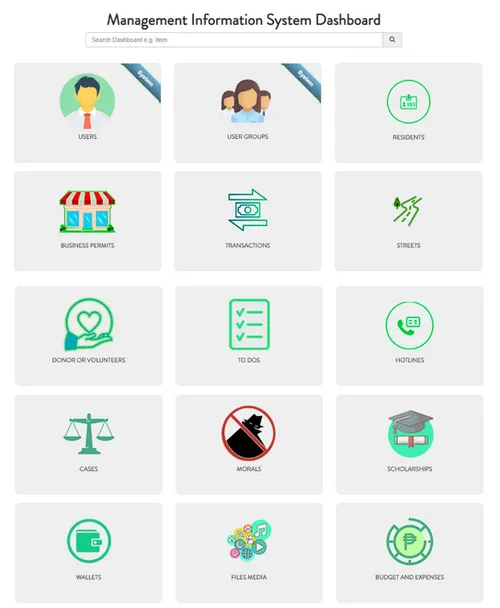 Management Information System Dashboard
Search Dashboard e.g. item
System
USERS
System
USER GROUPS
RESIDENTS
BUSINESS PERMITS
TRANSACTIONS
STREETS
DONOR OR VOLUNTEERS
TO DOS
HOTLINES
CASES
MORALS
SCHOLARSHIPS
WALLETS
FILES MEDIA
BUDGET AND EXPENSES